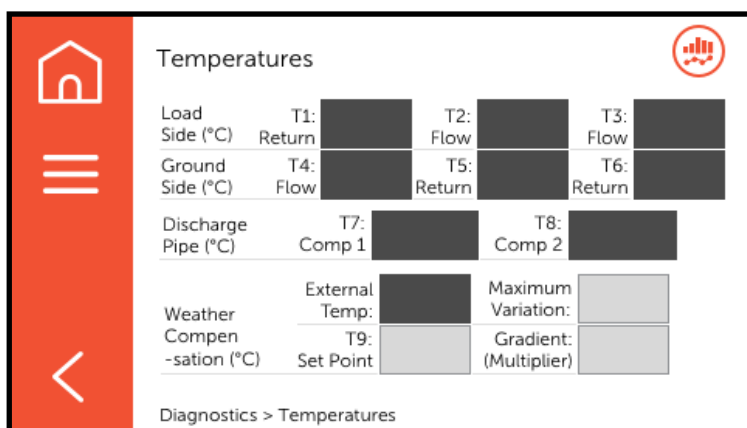 Temperatures
Load T1: T2: T3:
Side (°C) Return Flow Flow
Ground T4: T5: T6:
Side (°C) Flow Return Return
Discharge T7: T8:
Pipe (°C) Comp 1 Comp 2
External Maximum
Temp: Variation:
Weather
Compen T9: Gradient:
-sation (°C) Set Point (Multiplier)
Diagnostics > Temperatures